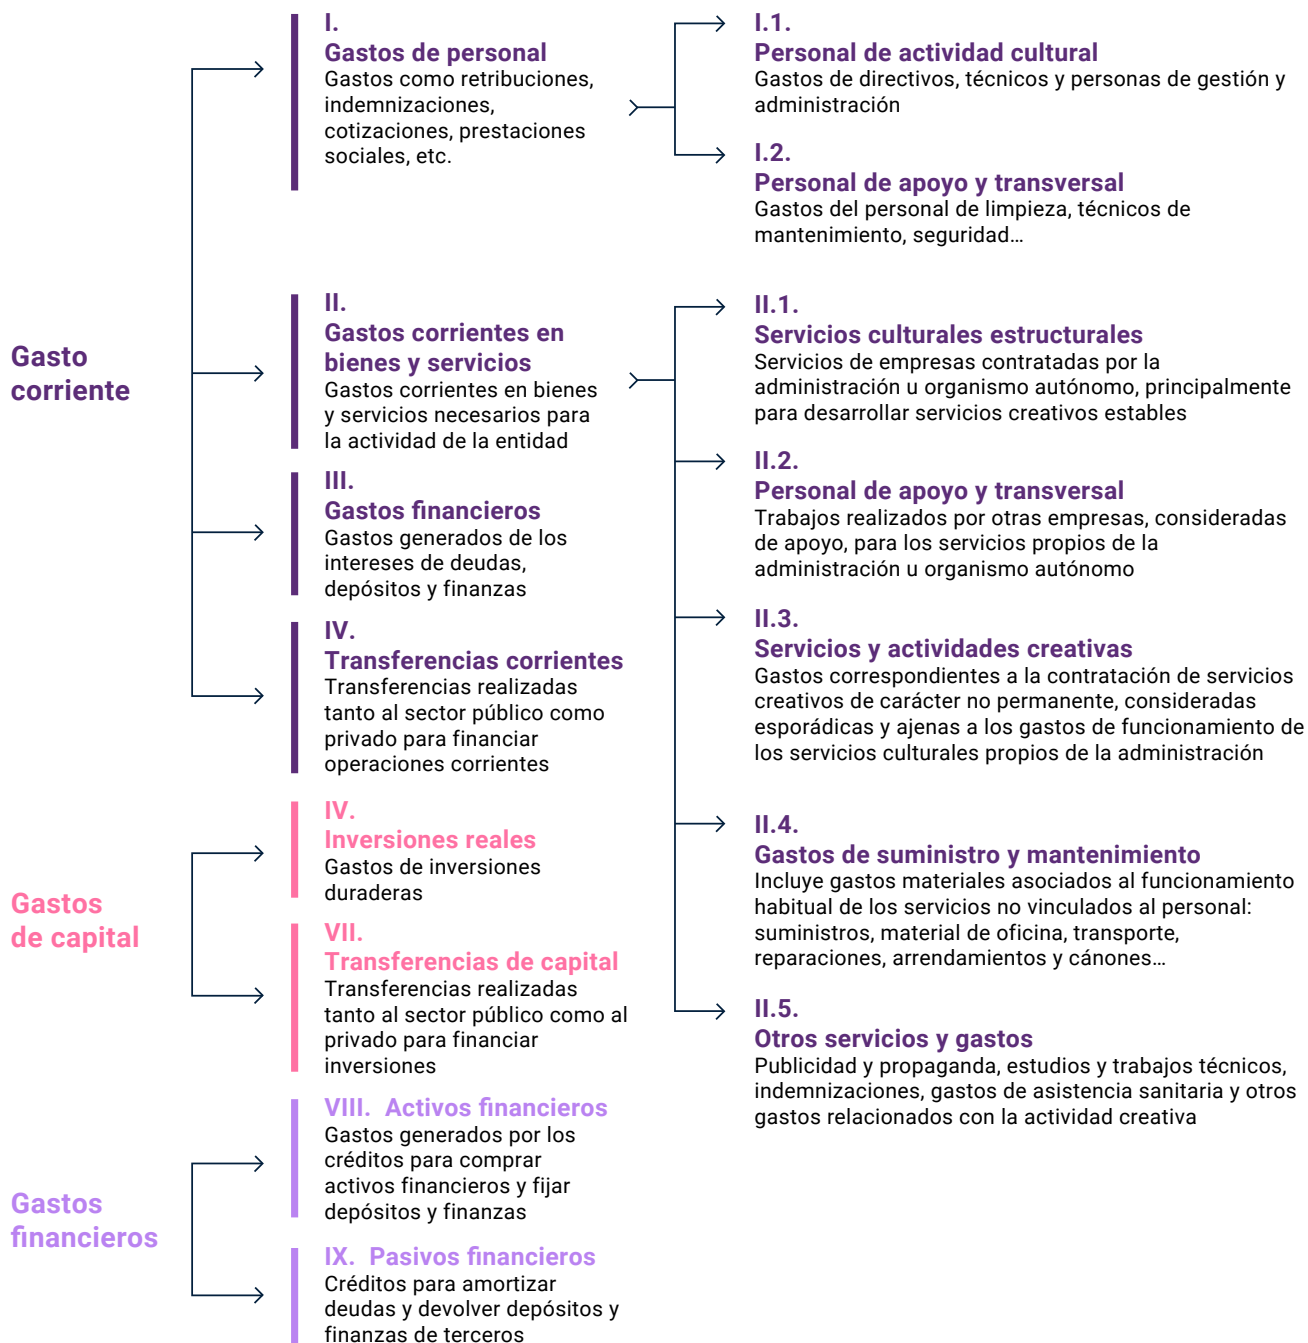 Gasto
corriente
I.
Gastos de personal
Gastos como retribuciones,
indemnizaciones,
cotizaciones, prestaciones
sociales, etc.
I.1.
Personal de actividad cultural
Gastos de directivos, técnicos y personas de gestión y
administración
I.2.
Personal de apoyo y transversal
Gastos del personal de limpieza, técnicos de
mantenimiento, seguridad…
II.
Gastos corrientes en
bienes y servicios
Gastos corrientes en bienes
y servicios necesarios para
la actividad de la entidad
II.1.
Servicios culturales estructurales
Servicios de empresas contratadas por la
administración u organismo autónomo, principalmente
para desarrollar servicios creativos estables
II.2.
Personal de apoyo y transversal
Trabajos realizados por otras empresas, consideradas
de apoyo, para los servicios propios de la
administración u organismo autónomo
II.3.
Servicios y actividades creativas
Gastos correspondientes a la contratación de servicios
creativos de carácter no permanente, consideradas
esporádicas y ajenas a los gastos de funcionamiento de
los servicios culturales propios de la administración
II.4.
Gastos de suministro y mantenimiento
Incluye gastos materiales asociados al funcionamiento
habitual de los servicios no vinculados al personal:
suministros, material de oficina, transporte,
reparaciones, arrendamientos y cánones…
II.5.
Otros servicios y gastos
Publicidad y propaganda, estudios y trabajos técnicos,
indemnizaciones, gastos de asistencia sanitaria y otros
gastos relacionados con la actividad creativa
III.
Gastos financieros
Gastos generados de los
intereses de deudas,
depósitos y finanzas
IV.
Transferencias corrientes
Transferencias realizadas
tanto al sector público como
privado para financiar
operaciones corrientes
Gastos
de capital
IV.
Inversiones reales
Gastos de inversiones
duraderas
VII.
Transferencias de capital
Transferencias realizadas
tanto al sector público como al
privado para financiar
inversiones
Gastos
financieros
VIII. Activos financieros
Gastos generados por los
créditos para comprar
activos financieros y fijar
depósitos y finanzas
IX. Pasivos financieros
Créditos para amortizar
deudas y devolver depósitos y
finanzas de terceros